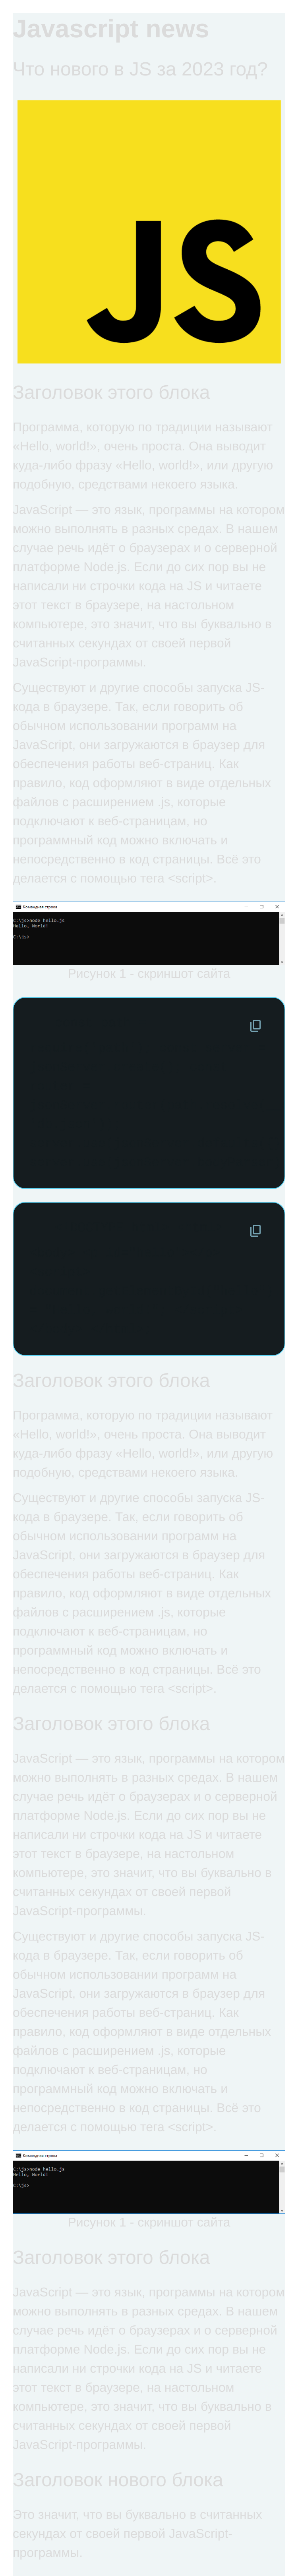 Javascript news
Что нового в JS за 2023 год?
JS
Заголовок этого блока
Программа, которую по традиции называют
«Hello, world!», очень проста. Она выводит
куда-либо фразу «Hello, world!», или другую
подобную, средствами некоего языка.
JavaScript — это язык, программы на котором
можно выполнять в разных средах. В нашем
случае речь идёт о браузерах и о серверной
платформе Node.js. Если до сих пор вы не
написали ни строчки кода на JS и читаете
этот текст в браузере, на настольном
компьютере, это значит, что вы буквально в
считанных секундах от своей первой
JavaScript-программы.
Существуют и другие способы запуска JS-
кода в браузере. Так, если говорить об
обычном использовании программ на
JavaScript, они загружаются в браузер для
обеспечения работы веб-страниц. Как
правило, код оформляют в виде отдельных
файлов с расширением .js, которые
подключают к веб-страницам, но
программный код можно включать и
непосредственно в код страницы. Всё это
делается с помощью тега <script>.
Командная строка
C:\js>node hello.js
Hello, World!
C:\js>
Рисунок 1 - скриншот сайта
Заголовок этого блока
Программа, которую по традиции называют
«Hello, world!», очень проста. Она выводит
куда-либо фразу «Hello, world!», или другую
подобную, средствами некоего языка.
Существуют и другие способы запуска JS-
кода в браузере. Так, если говорить об
обычном использовании программ на
JavaScript, они загружаются в браузер для
обеспечения работы веб-страниц. Как
правило, код оформляют в виде отдельных
файлов с расширением .js, которые
подключают к веб-страницам, но
программный код можно включать и
непосредственно в код страницы. Всё это
делается с помощью тега <script>.
Заголовок этого блока
JavaScript — это язык, программы на котором
можно выполнять в разных средах. В нашем
случае речь идёт о браузерах и о серверной
платформе Node.js. Если до сих пор вы не
написали ни строчки кода на JS и читаете
этот текст в браузере, на настольном
компьютере, это значит, что вы буквально в
считанных секундах от своей первой
JavaScript-программы.
Существуют и другие способы запуска JS-
кода в браузере. Так, если говорить об
обычном использовании программ на
JavaScript, они загружаются в браузер для
обеспечения работы веб-страниц. Как
правило, код оформляют в виде отдельных
файлов с расширением .js, которые
подключают к веб-страницам, но
программный код можно включать и
непосредственно в код страницы. Всё это
делается с помощью тега <script>.
Командная строка
C:\js>node hello.js
Hello, World!
C:\js>
Рисунок 1 - скриншот сайта
Заголовок этого блока
JavaScript — это язык, программы на котором
можно выполнять в разных средах. В нашем
случае речь идёт о браузерах и о серверной
платформе Node.js. Если до сих пор вы не
написали ни строчки кода на JS и читаете
этот текст в браузере, на настольном
компьютере, это значит, что вы буквально в
считанных секундах от своей первой
JavaScript-программы.
Заголовок нового блока
Это значит, что вы буквально в считанных
секундах от своей первой JavaScript-
программы.